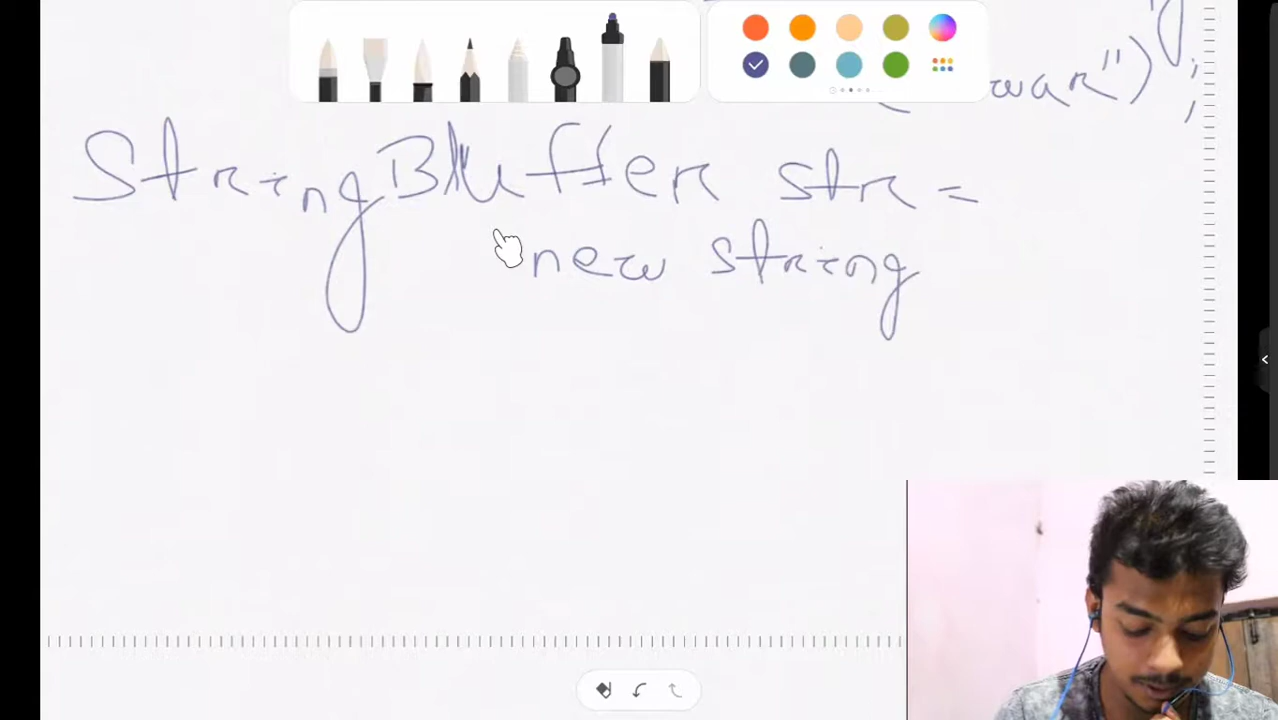 ");
StringBuffer str =
new string